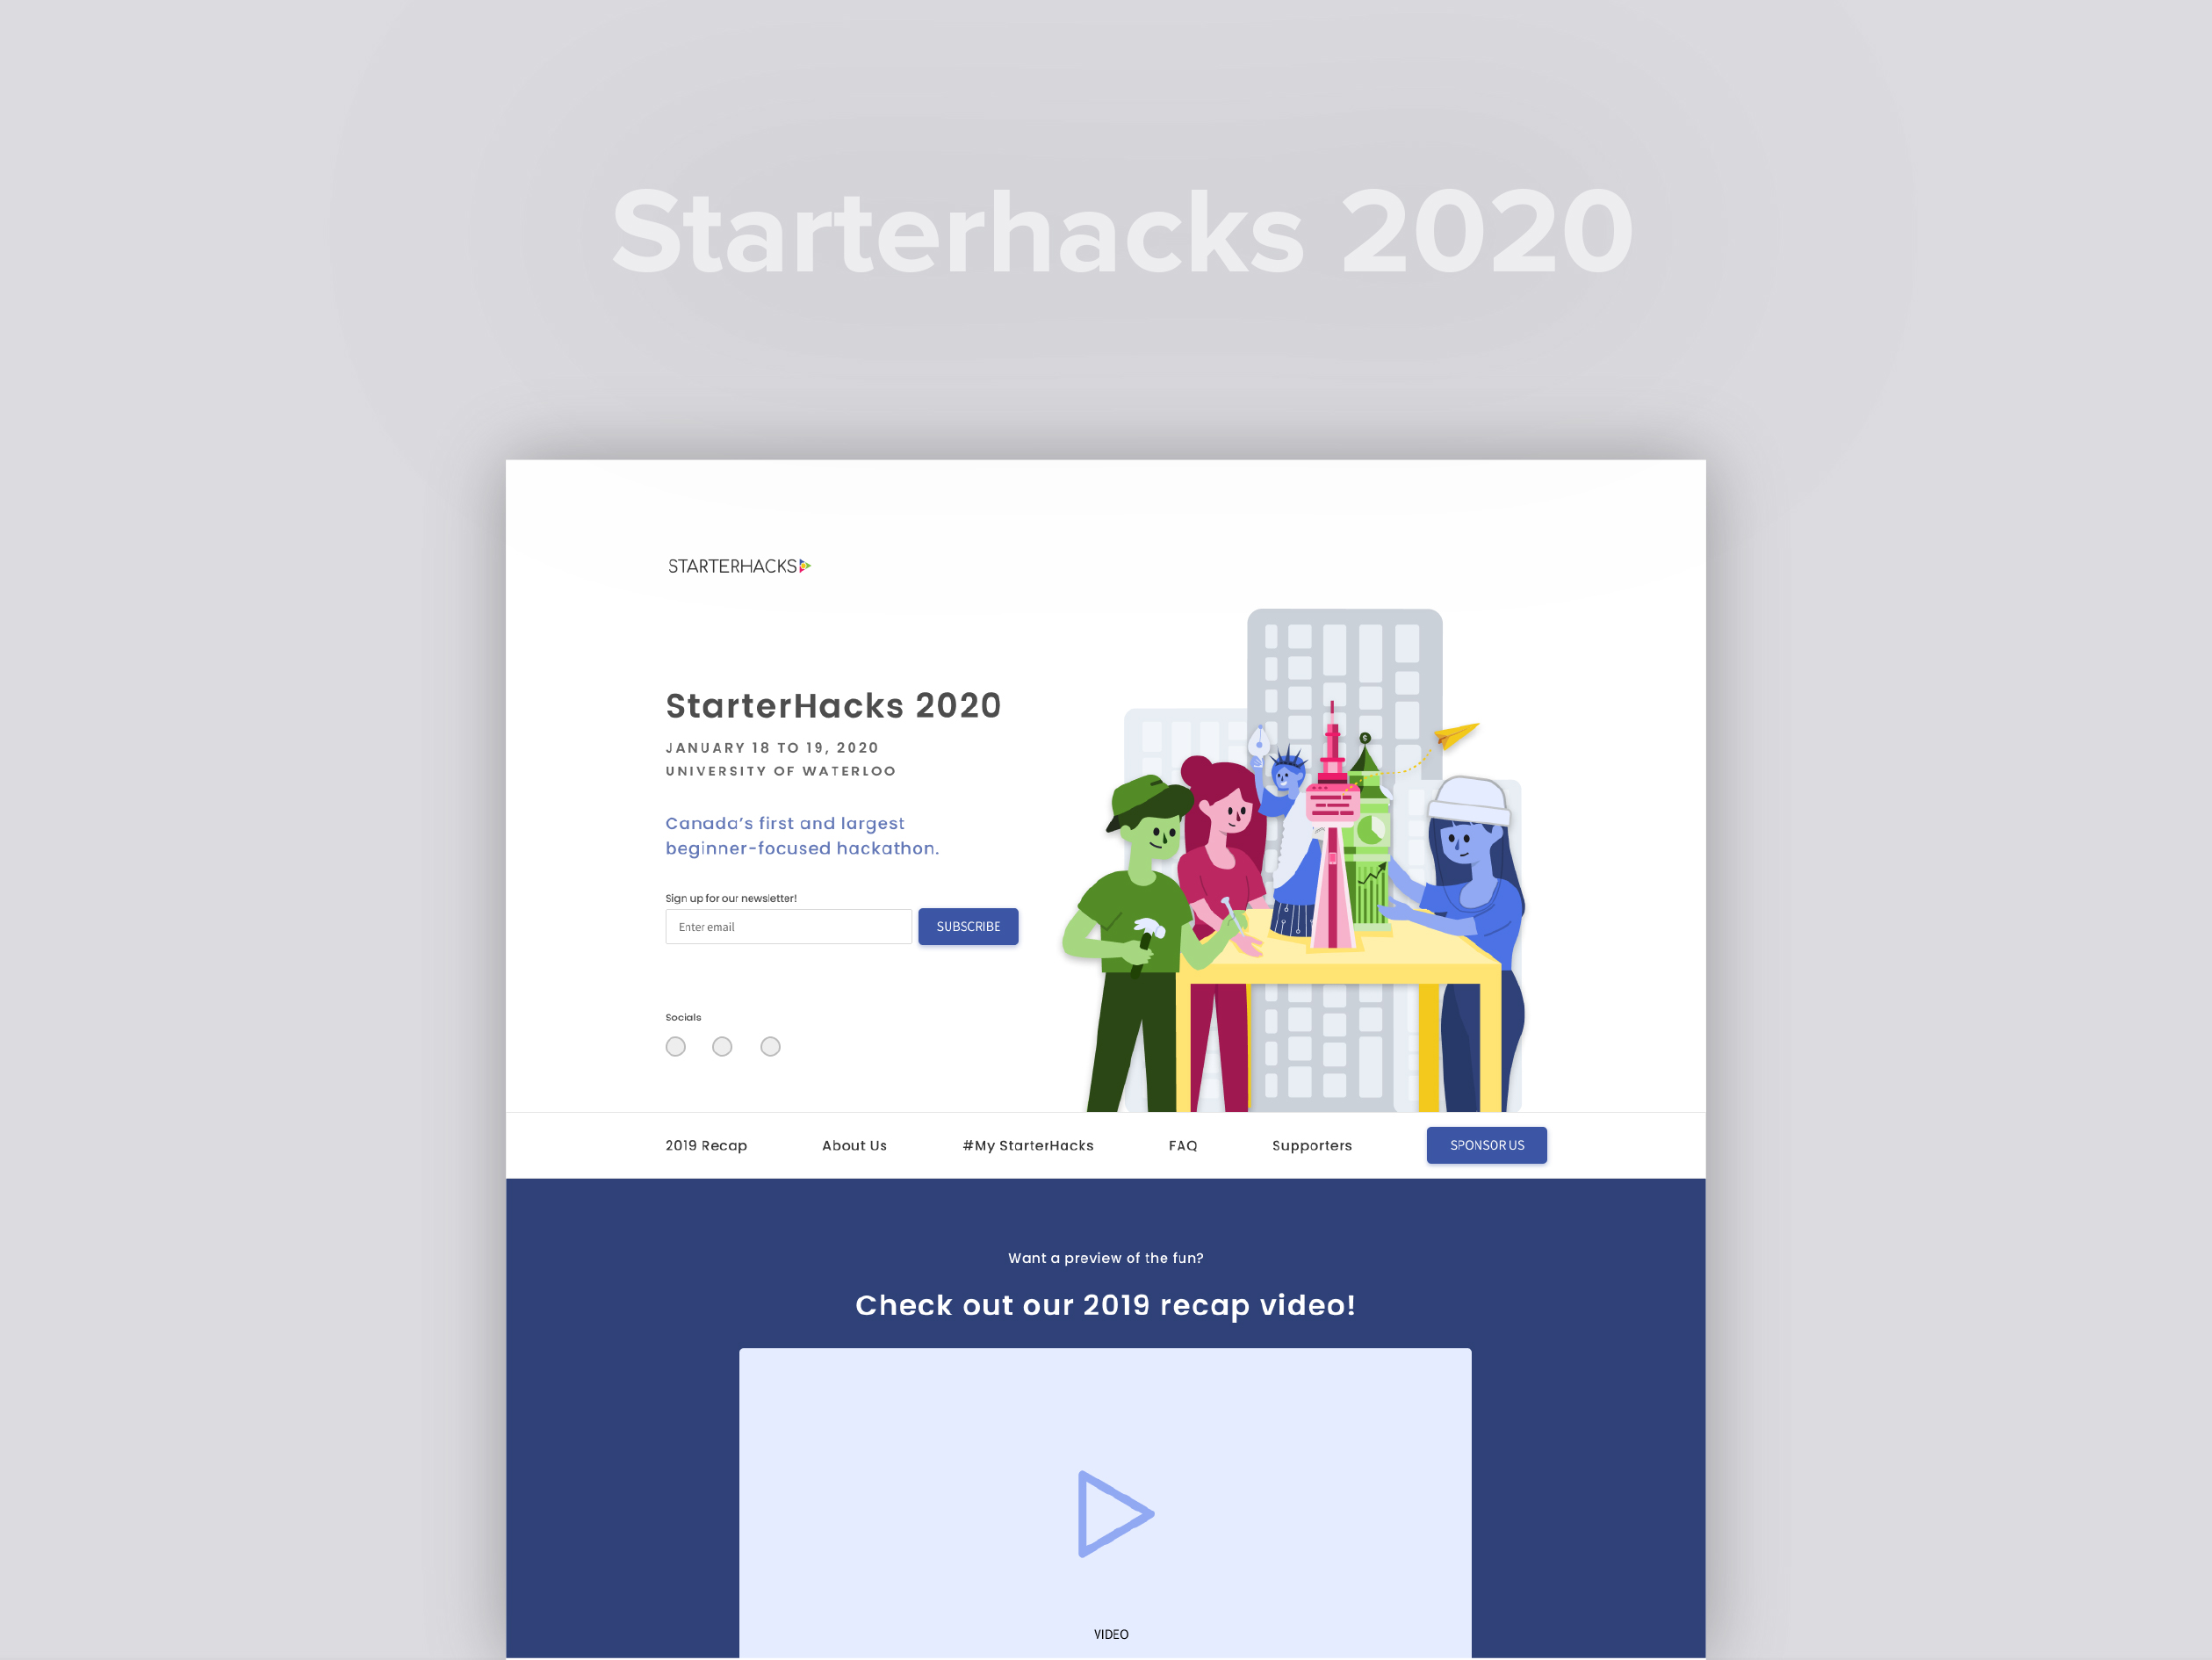 Starterhacks 2020
STARTERHACKS
StarterHacks 2020
JANUARY 18 TO 19, 2020
UNIVERSITY OF WATERLOO
Canada's first and largest
beginner-focused hackathon.
Sign up for our newsletter!
Enter email
SUBSCRIBE
Socials
$
2019 Recap
About Us
#My StarterHacks
FAQ
Supporters
SPONSOR US
Want a preview of the fun?
Check out our 2019 recap video!
VIDEO